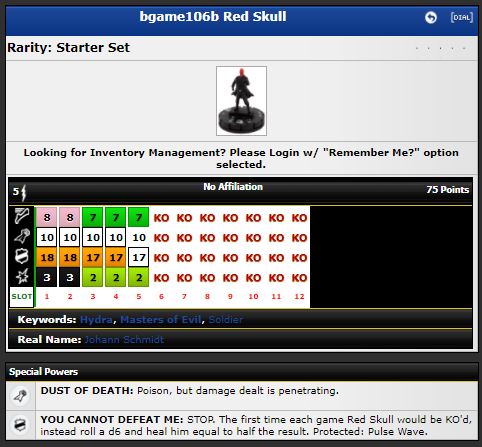 bgame106b Red Skull
[DIAL]
Rarity: Starter Set
Looking for Inventory Management? Please Login w/ "Remember Me?" option
selected.
5 No Affiliation 75 Points
8 8 7 7 7 KO KO KO KO KO KO KO
10 10 10 10 10 KO KO KO KO KO KO KO
18 18 17 17 17 KO KO KO KO KO KO KO
3 3 2 2 2 KO KO KO KO KO KO KO
SLOT 1 2 3 4 5 6 7 8 9 10 11 12
Keywords: Hydra, Masters of Evil, Soldier
Real Name: Johann Schmidt
Special Powers
DUST OF DEATH: Poison, but damage dealt is penetrating.
YOU CANNOT DEFEAT ME: STOP. The first time each game Red Skull would be KO'd,
instead roll a d6 and heal him equal to half the result. Protected: Pulse Wave.